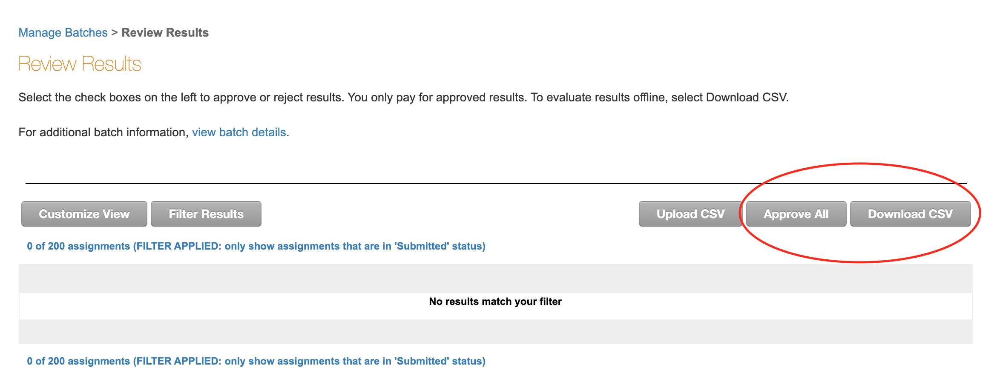 Manage Batches > Review Results
Review Results
Select the check boxes on the left to approve or reject results. You only pay for approved results. To evaluate results offline, select Download CSV.
For additional batch information, view batch details.
Customize View Filter Results Upload CSV Approve All Download CSV
0 of 200 assignments (FILTER APPLIED: only show assignments that are in 'Submitted' status)
No results match your filter
0 of 200 assignments (FILTER APPLIED: only show assignments that are in 'Submitted' status)